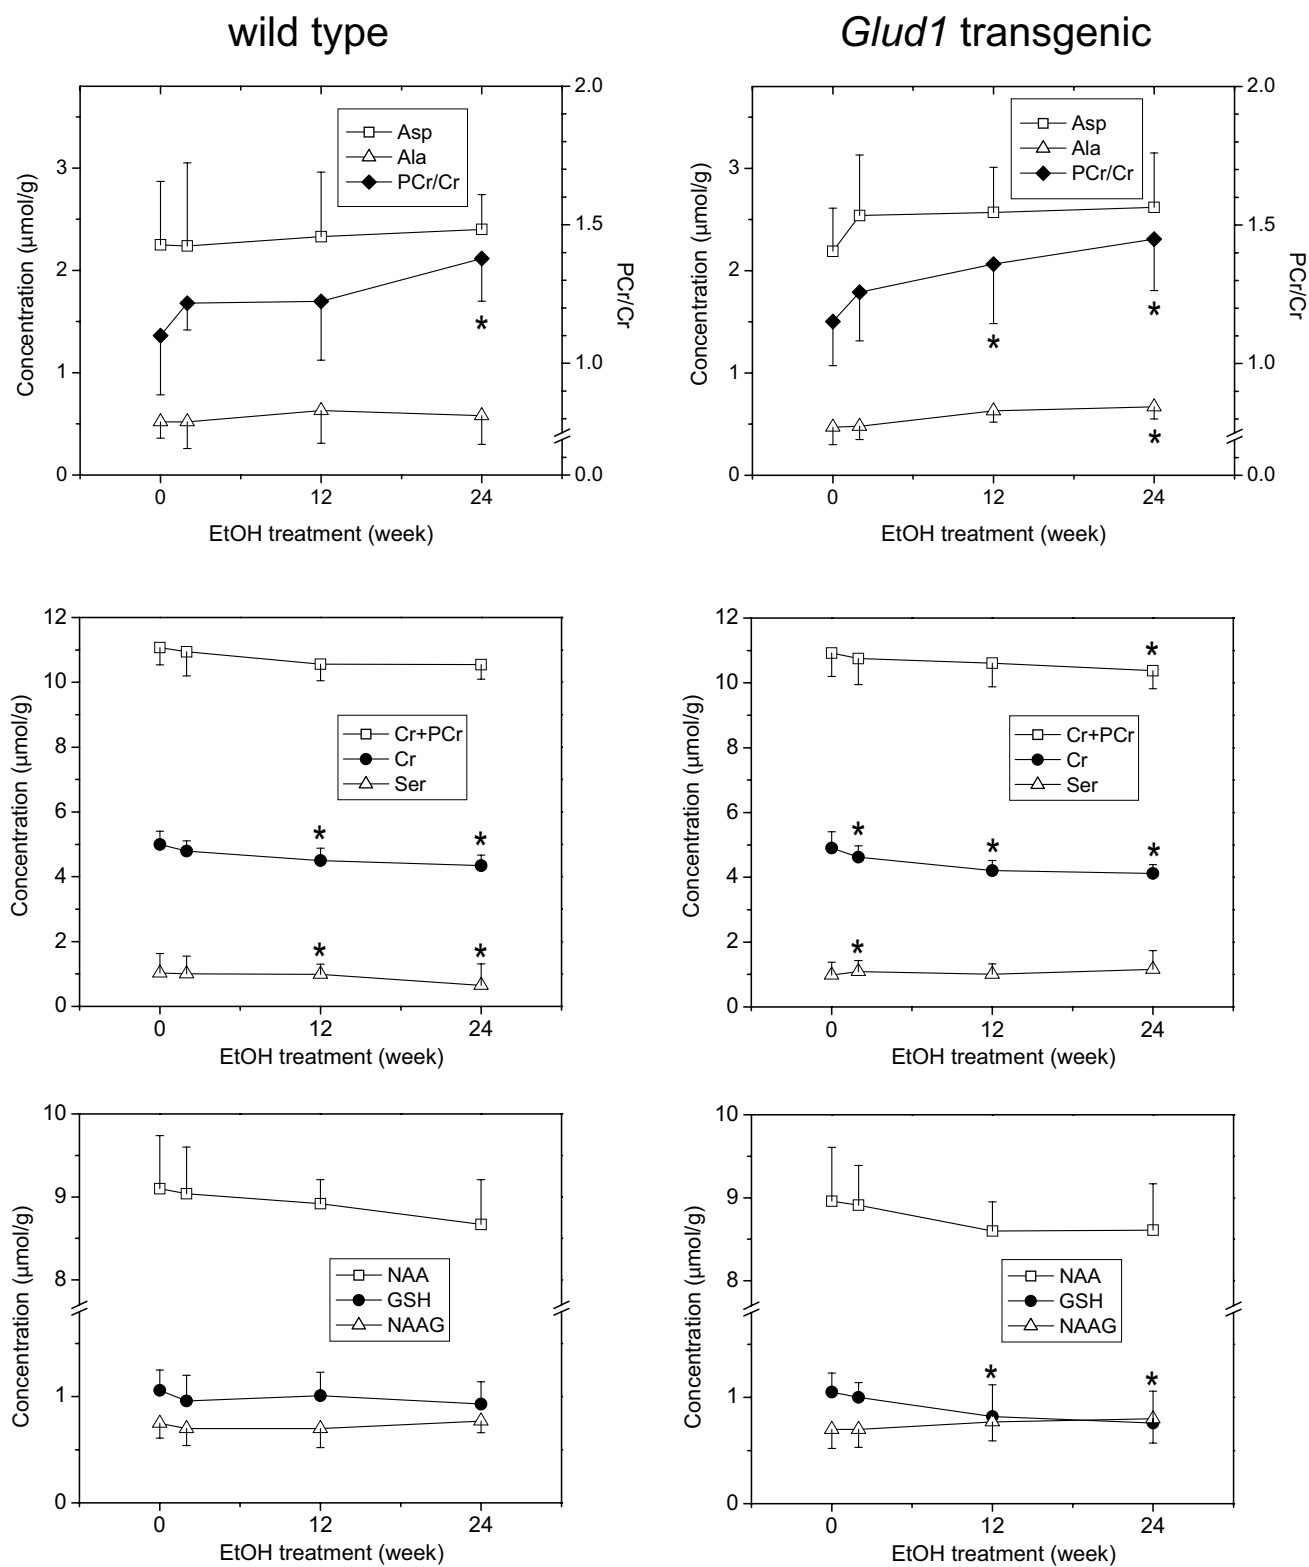 wild type
Glud1 transgenic
Concentration (μmol/g)
3
2
1
0
Asp
Ala
PCr/Cr
*
2.0
1.5
1.0
0.0
PCr/Cr
0 12 24
EtOH treatment (week)
Concentration (μmol/g)
3
2
1
0
Asp
Ala
PCr/Cr
* *
*
2.0
1.5
1.0
0.0
PCr/Cr
0 12 24
EtOH treatment (week)
Concentration (μmol/g)
12
10
8
6
4
2
0
Cr+PCr
Cr
Ser
* *
* *
0 12 24
EtOH treatment (week)
Concentration (μmol/g)
12
10
8
6
4
2
0
*
Cr+PCr
Cr
Ser
* * *
*
0 12 24
EtOH treatment (week)
Concentration (μmol/g)
10
9
8
1
0
NAA
GSH
NAAG
0 12 24
EtOH treatment (week)
Concentration (μmol/g)
10
9
8
1
0
NAA
GSH
NAAG
* *
0 12 24
EtOH treatment (week)